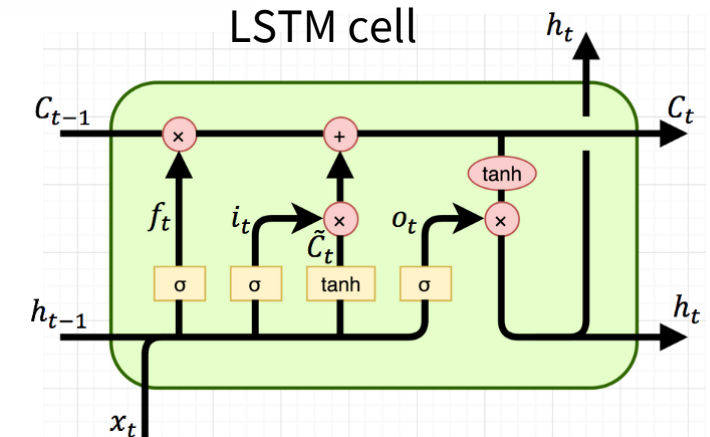 LSTM cell
h_t
C_{t-1}
C_t
×
+
tanh
f_t
i_t
×
o_t
×
C̃_t
σ
σ
tanh
σ
h_{t-1}
h_t
x_t